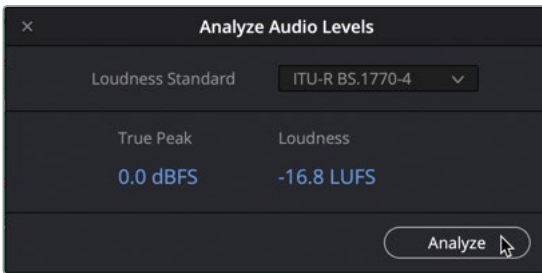 Analyze Audio Levels
Loudness Standard ITU-R BS.1770-4
True Peak Loudness
0.0 dBFS -16.8 LUFS
Analyze